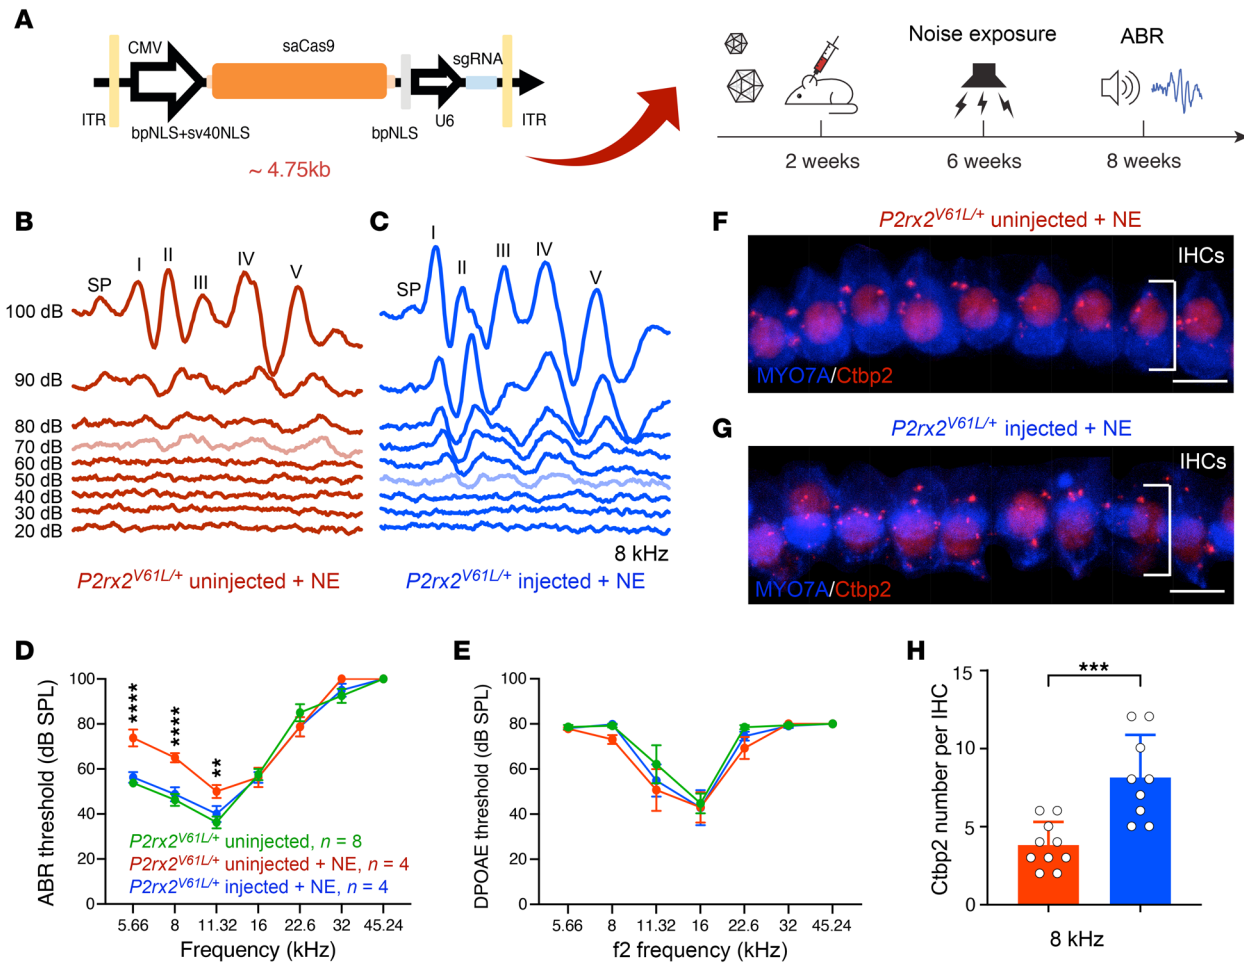 A
CMV
saCas9
sgRNA
ITR
bpNLS+sv40NLS
bpNLS
U6
ITR
~ 4.75kb
Noise exposure
ABR
2 weeks
6 weeks
8 weeks
B
SP
I
II
III
IV
V
100 dB
90 dB
80 dB
70 dB
60 dB
50 dB
40 dB
30 dB
20 dB
P2rx2V61L/+ uninjected + NE
C
SP
I
II
III
IV
V
8 kHz
P2rx2V61L/+ injected + NE
F
P2rx2V61L/+ uninjected + NE
IHCs
MYO7A/Ctbp2
G
P2rx2V61L/+ injected + NE
IHCs
MYO7A/Ctbp2
D
ABR threshold (dB SPL)
100
80
60
40
20
0
****
****
**
P2rx2V61L/+ uninjected, n = 8
P2rx2V61L/+ uninjected + NE, n = 4
P2rx2V61L/+ injected + NE, n = 4
5.66 8 11.32 16 22.6 32 45.24
Frequency (kHz)
E
DPOAE threshold (dB SPL)
100
80
60
40
20
0
5.66 8 11.32 16 22.6 32 45.24
f2 frequency (kHz)
H
Ctbp2 number per IHC
15
10
5
0
***
8 kHz